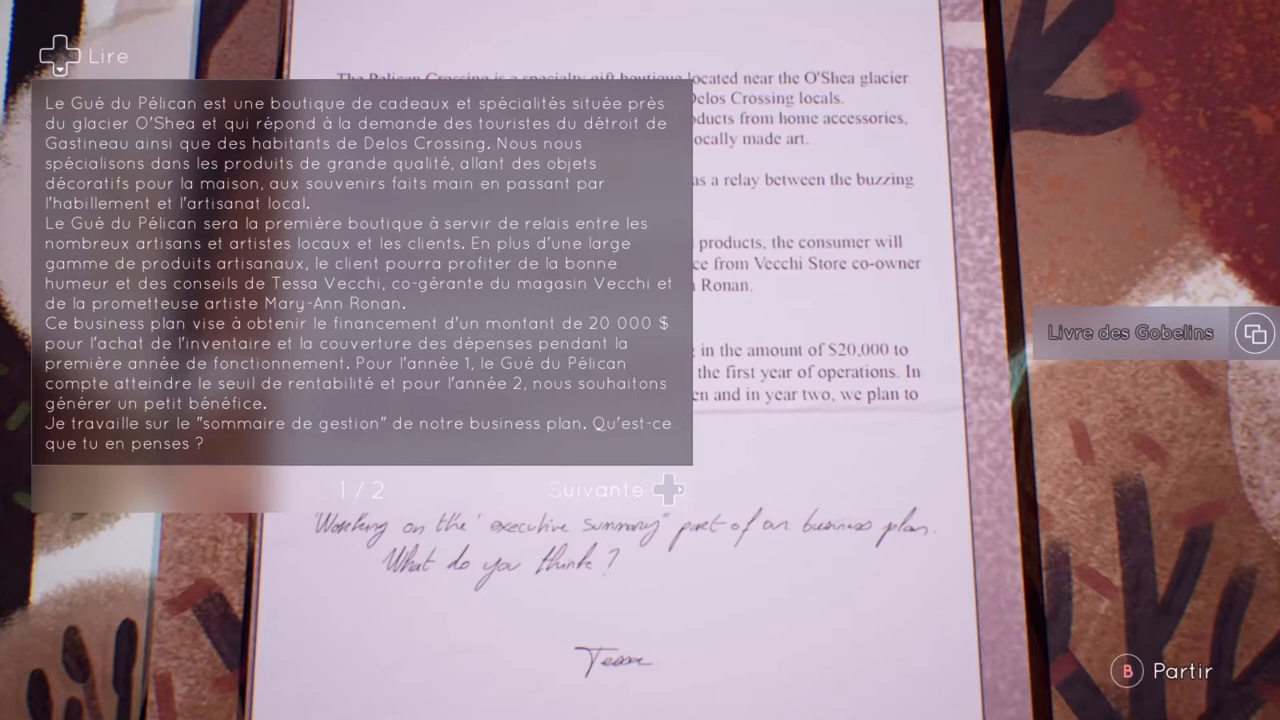 Lire
Le Gué du Pélican est une boutique de cadeaux et spécialités située près
du glacier O'Shea et qui répond à la demande des touristes du détroit de
Gastineau ainsi que des habitants de Delos Crossing. Nous nous
spécialisons dans les produits de grande qualité, allant des objets
décoratifs pour la maison, aux souvenirs faits main en passant par
l'habillement et l'artisanat local.
Le Gué du Pélican sera la première boutique à servir de relais entre les
nombreux artisans et artistes locaux et les clients. En plus d'une large
gamme de produits artisanaux, le client pourra profiter de la bonne
humeur et des conseils de Tessa Vecchi, co-gérante du magasin Vecchi et
de la prometteuse artiste Mary-Ann Ronan.
Ce business plan vise à obtenir le financement d'un montant de 20 000 $
pour l'achat de l'inventaire et la couverture des dépenses pendant la
première année de fonctionnement. Pour l'année 1, le Gué du Pélican
compte atteindre le seuil de rentabilité et pour l'année 2, nous souhaitons
générer un petit bénéfice.
Je travaille sur le "sommaire de gestion" de notre business plan. Qu'est-ce
que tu en penses ?
1 / 2
Suivante
The Pelican Crossing is a specialty gift boutique located near the O'Shea glacier
Delos Crossing locals.
products from home accessories,
locally made art.
as a relay between the buzzing
products, the consumer will
from Vecchi Store co-owner
Ronan.
in the amount of $20,000 to
the first year of operations. In
and in year two, we plan to
Working on the "executive summary" part of our business plan.
What do you think ?
Tessa
Livre des Gobelins
B Partir